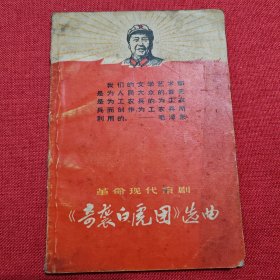 我们的文学艺术都
是为人民大众的，首先
是为工农兵的，为工农
兵而创作，为工农兵所
利用的。 毛泽东
革命现代京剧
《奇袭白虎团》选曲